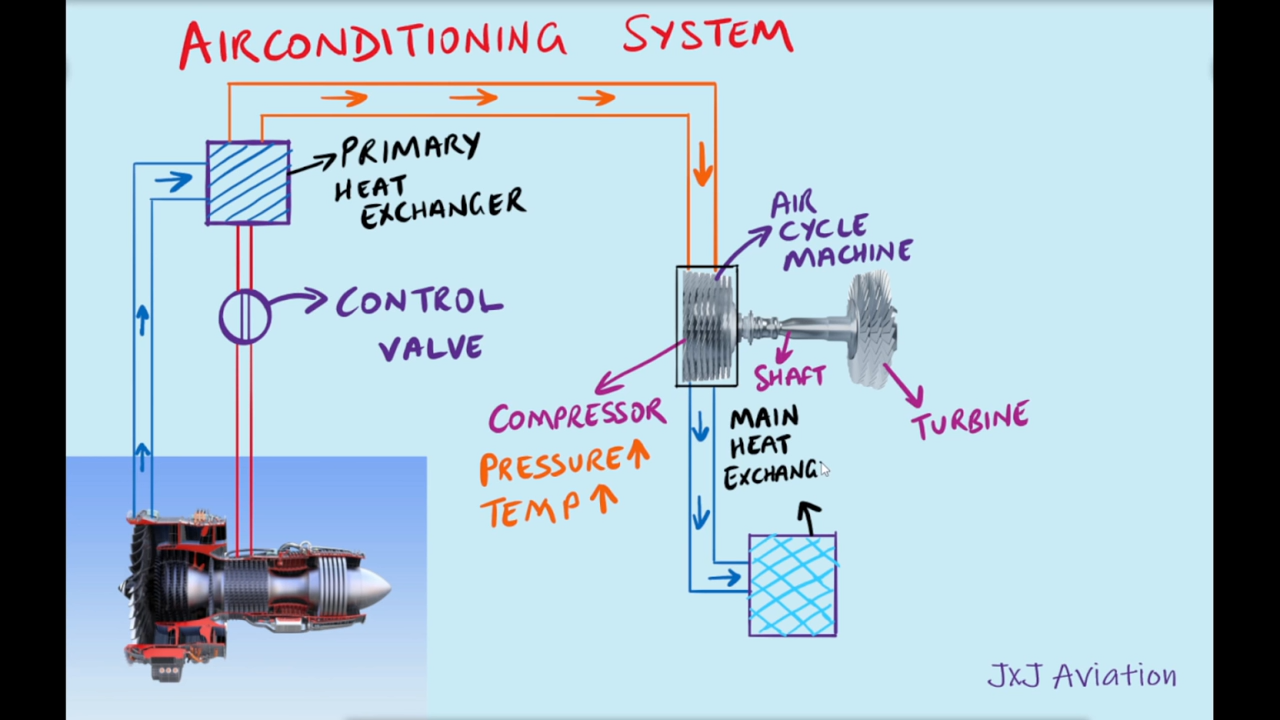 AIRCONDITIONING SYSTEM
PRIMARY
HEAT
EXCHANGER
CONTROL
VALVE
AIR
CYCLE
MACHINE
SHAFT
TURBINE
COMPRESSOR
PRESSURE↑
TEMP↑
MAIN
HEAT
EXCHANG
JxJ Aviation